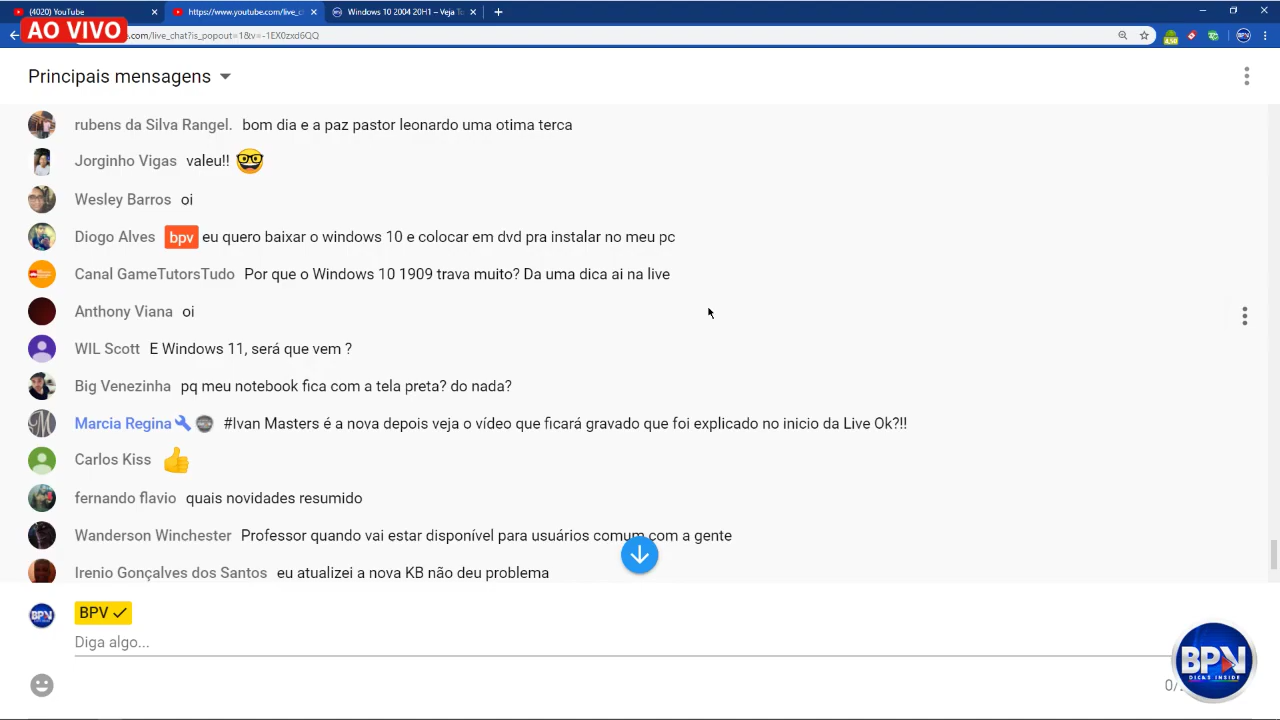 (4020) YouTube
https://www.youtube.com/live_c
Windows 10 2004 20H1 – Veja T
AO VIVO
.com/live_chat?is_popout=1&v=-1EX0zxd6QQ
4,50
Principais mensagens
rubens da Silva Rangel. bom dia e a paz pastor leonardo uma otima terca
Jorginho Vigas valeu!!
Wesley Barros oi
Diogo Alves bpv eu quero baixar o windows 10 e colocar em dvd pra instalar no meu pc
Canal GameTutorsTudo Por que o Windows 10 1909 trava muito? Da uma dica ai na live
Anthony Viana oi
WIL Scott E Windows 11, será que vem ?
Big Venezinha pq meu notebook fica com a tela preta? do nada?
Marcia Regina #Ivan Masters é a nova depois veja o vídeo que ficará gravado que foi explicado no inicio da Live Ok?!!
Carlos Kiss
fernando flavio quais novidades resumido
Wanderson Winchester Professor quando vai estar disponível para usuários comum com a gente
Irenio Gonçalves dos Santos eu atualizei a nova KB não deu problema
BPV
BPV
Diga algo...
0/
BPV
DICAS INSIDE